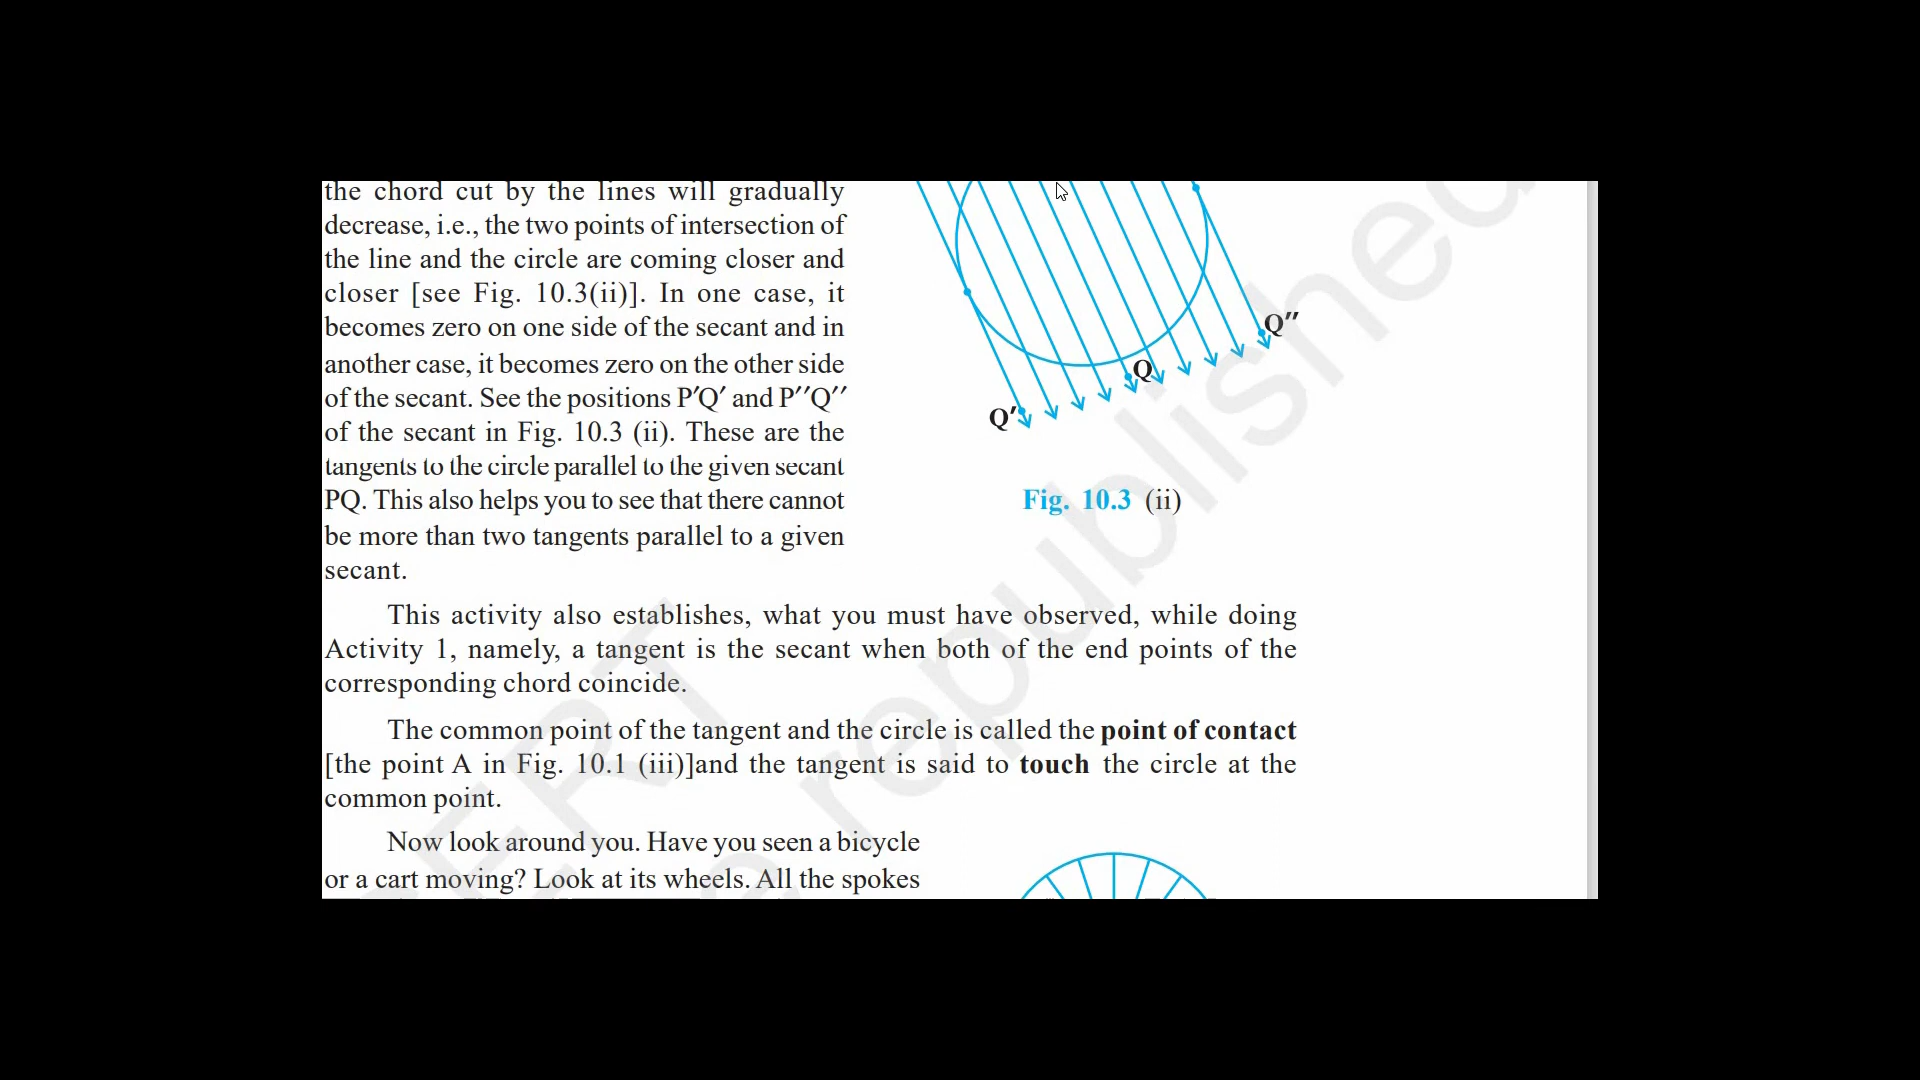 the chord cut by the lines will gradually
decrease, i.e., the two points of intersection of
the line and the circle are coming closer and
closer [see Fig. 10.3(ii)]. In one case, it
becomes zero on one side of the secant and in
another case, it becomes zero on the other side
of the secant. See the positions P′Q′ and P′′Q′′
of the secant in Fig. 10.3 (ii). These are the
tangents to the circle parallel to the given secant
PQ. This also helps you to see that there cannot
be more than two tangents parallel to a given
secant.
Q′′
Q
Q′
Fig. 10.3 (ii)
This activity also establishes, what you must have observed, while doing
Activity 1, namely, a tangent is the secant when both of the end points of the
corresponding chord coincide.
The common point of the tangent and the circle is called the point of contact
[the point A in Fig. 10.1 (iii)]and the tangent is said to touch the circle at the
common point.
Now look around you. Have you seen a bicycle
or a cart moving? Look at its wheels. All the spokes
ERT
e republished